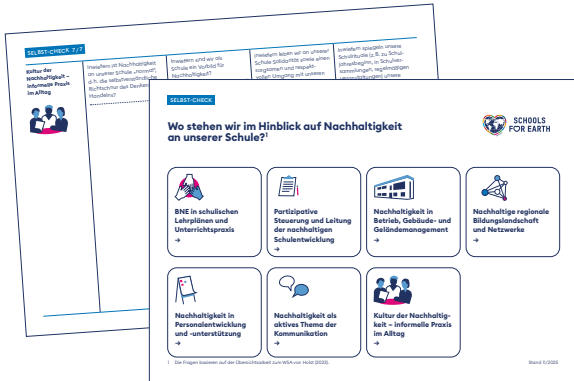 SELBST-CHECK 7/7
Kultur der
Nachhaltigkeit –
informelle Praxis
im Alltag
Inwiefern ist Nachhaltigkeit
an unserer Schule „normal“,
d.h. die selbstverständliche
Richtschnur des Denkens
Handelns?
Inwiefern sind wir als
Schule ein Vorbild für
Nachhaltigkeit?
Inwiefern leben wir an unserer
Schule Solidarität sowie einen
sorgsamen und respekt-
vollen Umgang mit unseren
Inwiefern spiegeln unsere
Schulrituale (z. B. zu Schul-
jahresbeginn, in Schulver-
sammlungen, regelmäßigen
Veranstaltungen) unsere
SELBST-CHECK
Wo stehen wir im Hinblick auf Nachhaltigkeit
an unserer Schule?¹
SCHOOLS
FOR EARTH
BNE in schulischen
Lehrplänen und
Unterrichtspraxis
→
Partizipative
Steuerung und Leitung
der nachhaltigen
Schulentwicklung
→
Nachhaltigkeit in
Betrieb, Gebäude- und
Geländemanagement
→
Nachhaltige regionale
Bildungslandschaft
und Netzwerke
→
Nachhaltigkeit in
Personalentwicklung
und -unterstützung
→
Nachhaltigkeit als
aktives Thema der
Kommunikation
→
Kultur der Nachhaltig-
keit – informelle Praxis
im Alltag
→
1 Die Fragen basieren auf der Übersichtsarbeit zum WSA von Holst (2023).
Stand 11/2025